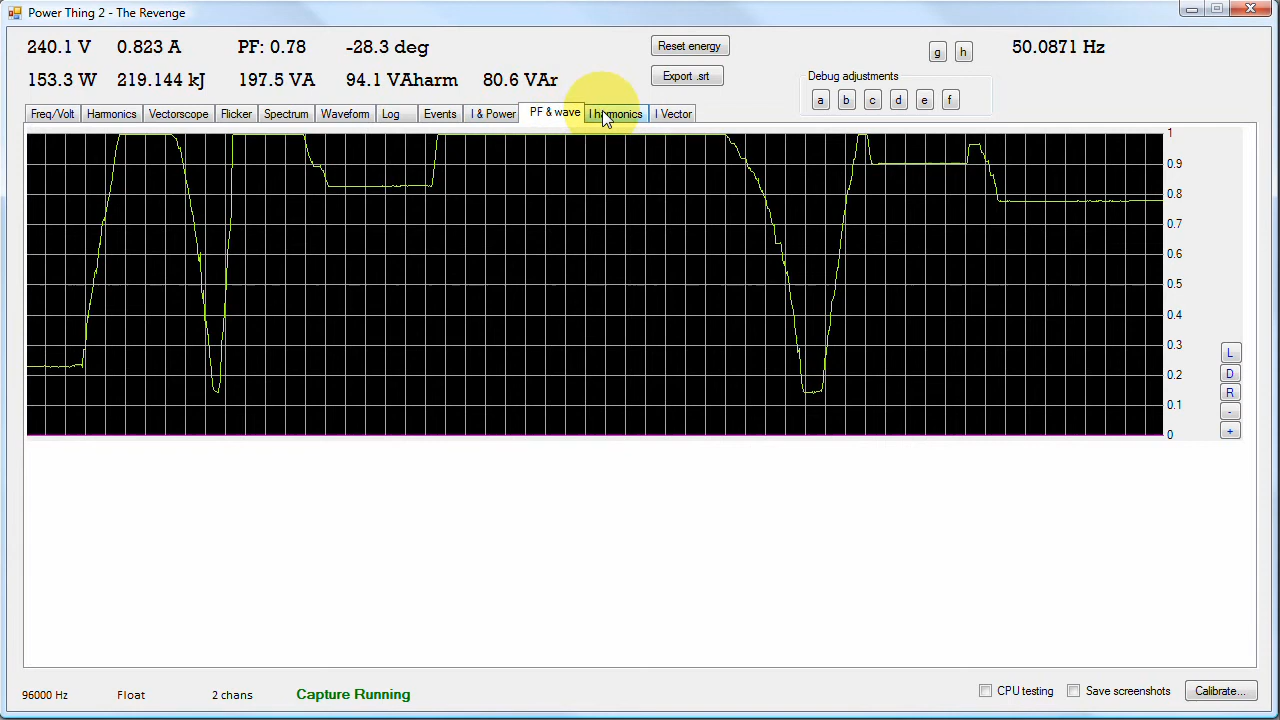 Power Thing 2 - The Revenge
240.1 V 0.823 A PF: 0.78 -28.3 deg Reset energy g h 50.0871 Hz
Debug adjustments
153.3 W 219.144 kJ 197.5 VA 94.1 VAharm 80.6 VAr Export .srt
a b c d e f
Freq/Volt Harmonics Vectorscope Flicker Spectrum Waveform Log Events I & Power PF & wave I harmonics I Vector
1
0.9
0.8
0.7
0.6
0.5
0.4
0.3
L
0.2
D
R
0.1
-
+
0
96000 Hz Float 2 chans Capture Running CPU testing Save screenshots Calibrate...